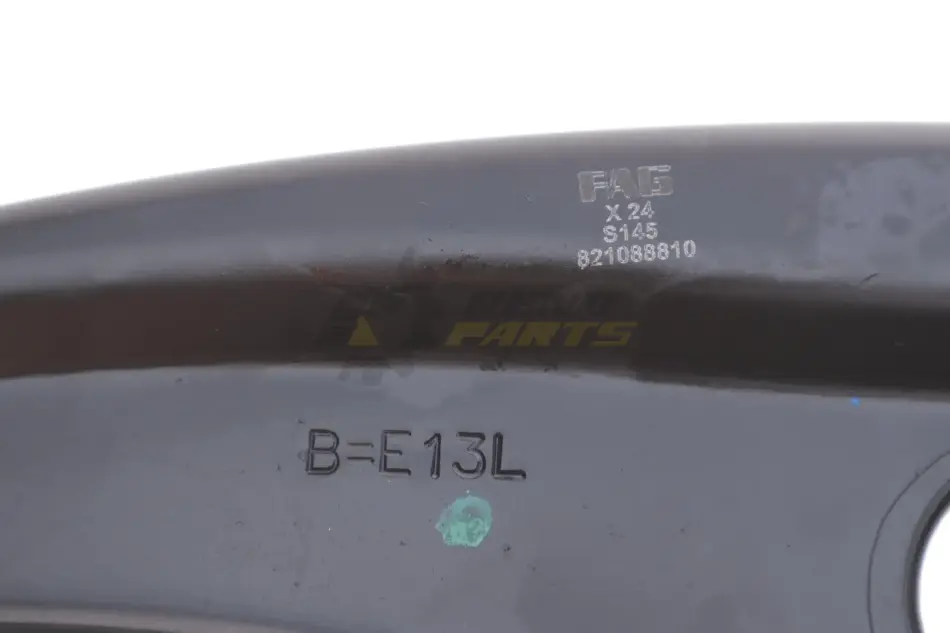 FAG
X 24
S145
821088810
PARTS
B=E13L